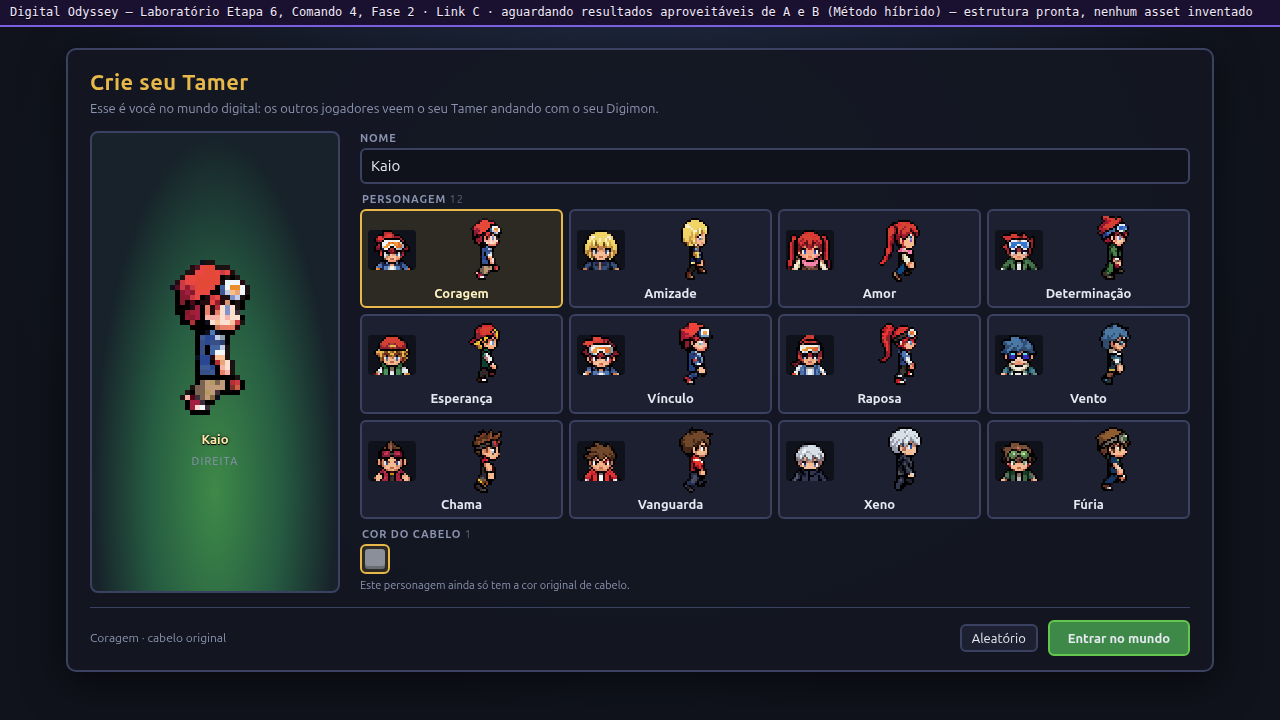 Digital Odyssey — Laboratório Etapa 6, Comando 4, Fase 2 · Link C · aguardando resultados aproveitáveis de A e B (Método híbrido) — estrutura pronta, nenhum asset inventado
Crie seu Tamer
Esse é você no mundo digital: os outros jogadores veem o seu Tamer andando com o seu Digimon.
Kaio
DIREITA
NOME
Kaio
PERSONAGEM 12
Coragem
Amizade
Amor
Determinação
Esperança
Vínculo
Raposa
Vento
Chama
Vanguarda
Xeno
Fúria
COR DO CABELO 1
Este personagem ainda só tem a cor original de cabelo.
Coragem · cabelo original
Aleatório
Entrar no mundo